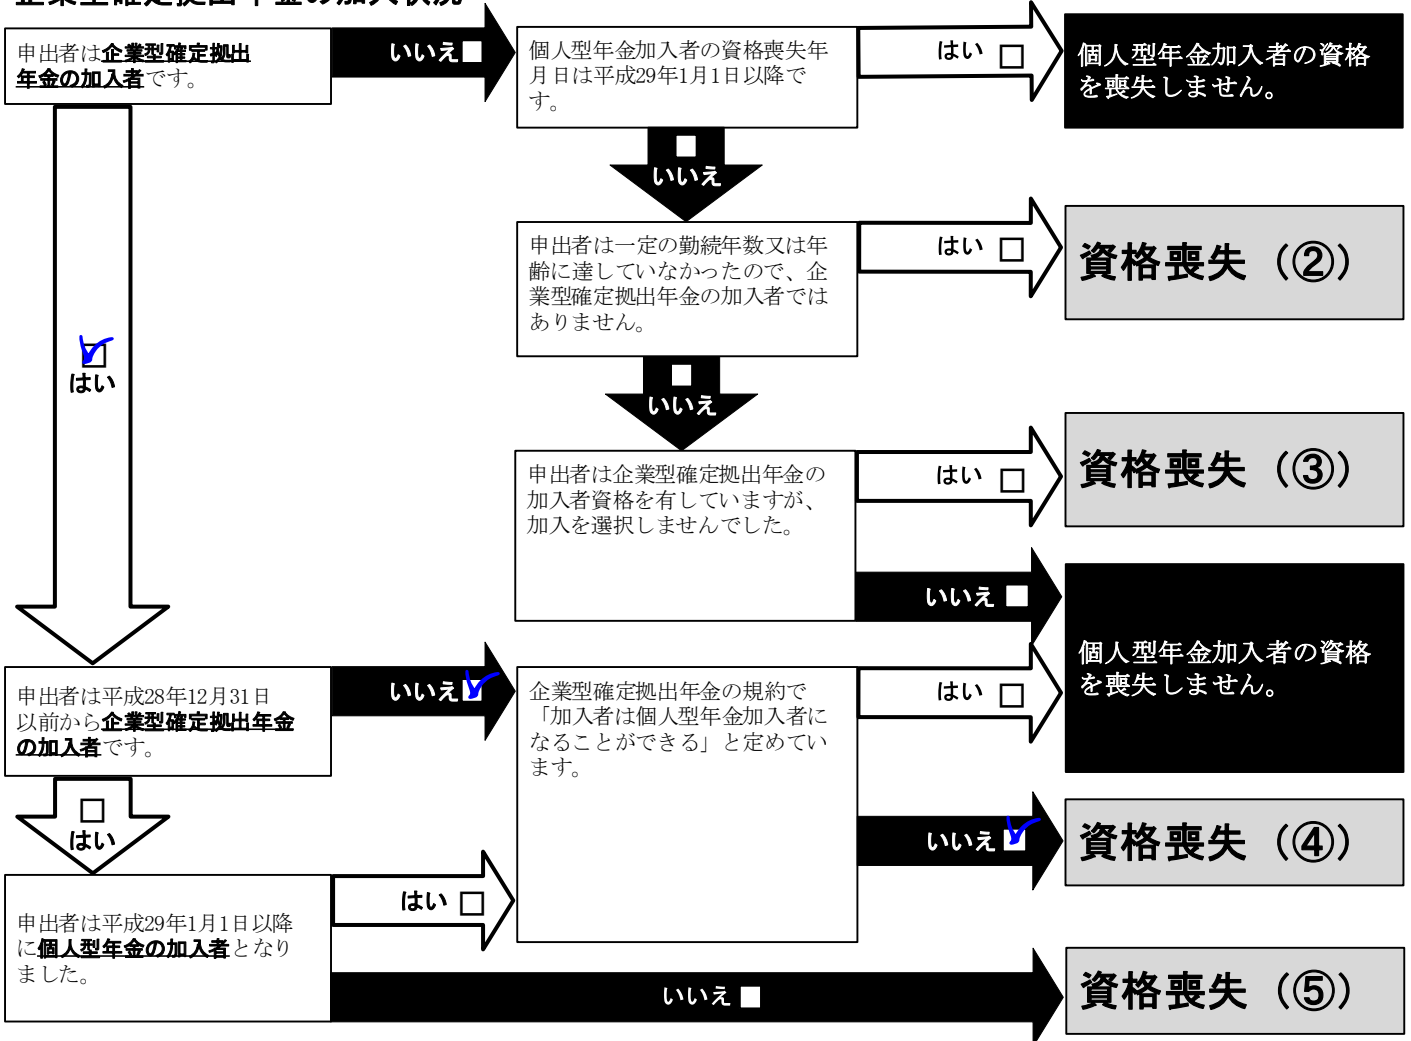 申出者は企業型確定拠出
年金の加入者です。
いいえ
個人型年金加入者の資格喪失年
月日は平成29年1月1日以降で
す。
はい
個人型年金加入者の資格
を喪失しません。
いいえ
申出者は一定の勤続年数又は年
齢に達していなかったので、企
業型確定拠出年金の加入者では
ありません。
はい
資格喪失(②)
はい
いいえ
申出者は企業型確定拠出年金の
加入者資格を有していますが、
加入を選択しませんでした。
はい
資格喪失(③)
いいえ
個人型年金加入者の資格
を喪失しません。
申出者は平成28年12月31日
以前から企業型確定拠出年金
の加入者です。
いいえ
企業型確定拠出年金の規約で
「加入者は個人型年金加入者に
なることができる」と定めてい
ます。
はい
はい
いいえ
資格喪失(④)
申出者は平成29年1月1日以降
に個人型年金の加入者となり
ました。
はい
いいえ
資格喪失(⑤)